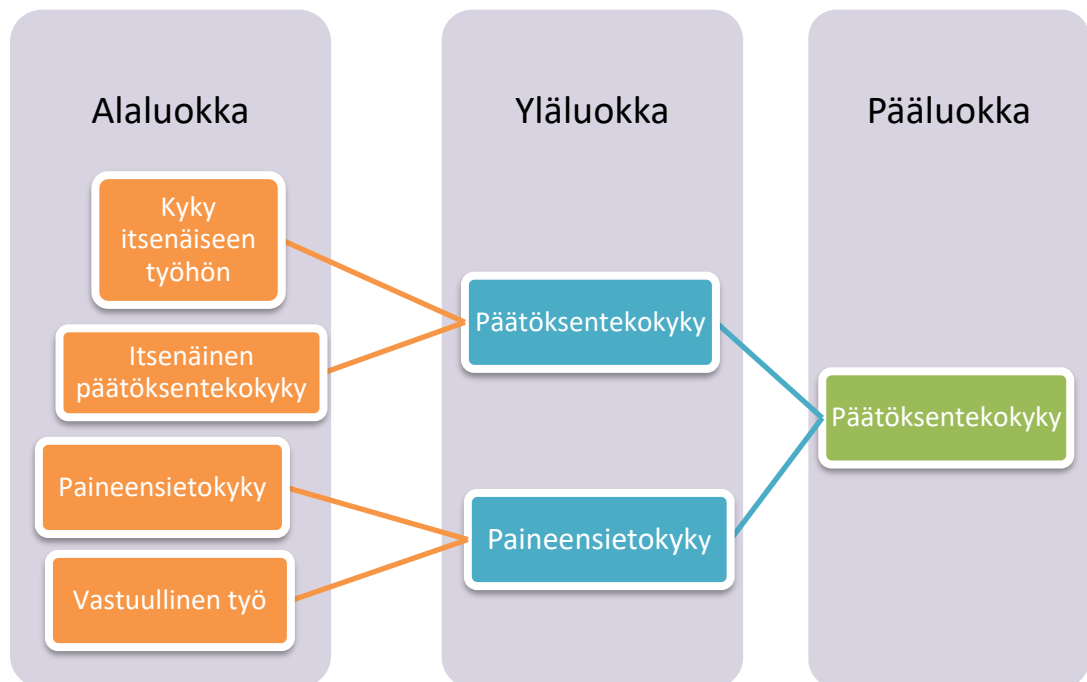 Alaluokka
Kyky
itsenäiseen
työhön
Itsenäinen
päätöksentekokyky
Paineensietokyky
Vastuullinen työ
Yläluokka
Päätöksentekokyky
Paineensietokyky
Pääluokka
Päätöksentekokyky